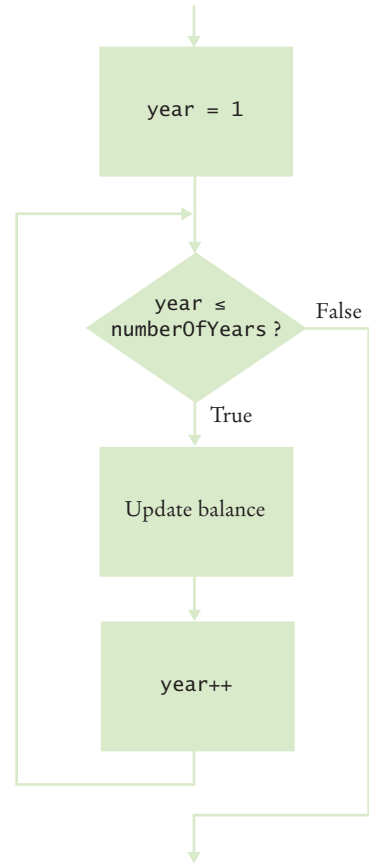 year = 1
year ≤
numberOfYears ?
False
True
Update balance
year++